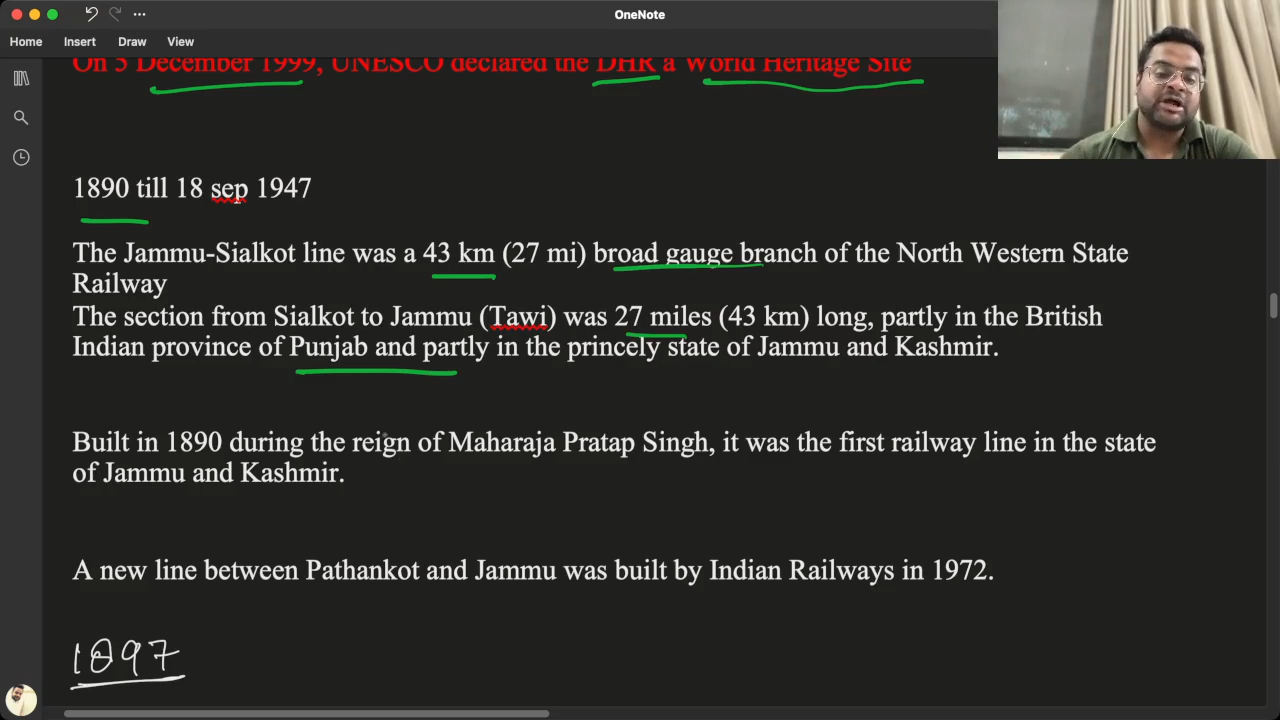 OneNote
Home Insert Draw View
On 5 December 1999, UNESCO declared the DHR a World Heritage Site
1890 till 18 sep 1947
The Jammu-Sialkot line was a 43 km (27 mi) broad gauge branch of the North Western State
Railway
The section from Sialkot to Jammu (Tawi) was 27 miles (43 km) long, partly in the British
Indian province of Punjab and partly in the princely state of Jammu and Kashmir.
Built in 1890 during the reign of Maharaja Pratap Singh, it was the first railway line in the state
of Jammu and Kashmir.
A new line between Pathankot and Jammu was built by Indian Railways in 1972.
1897